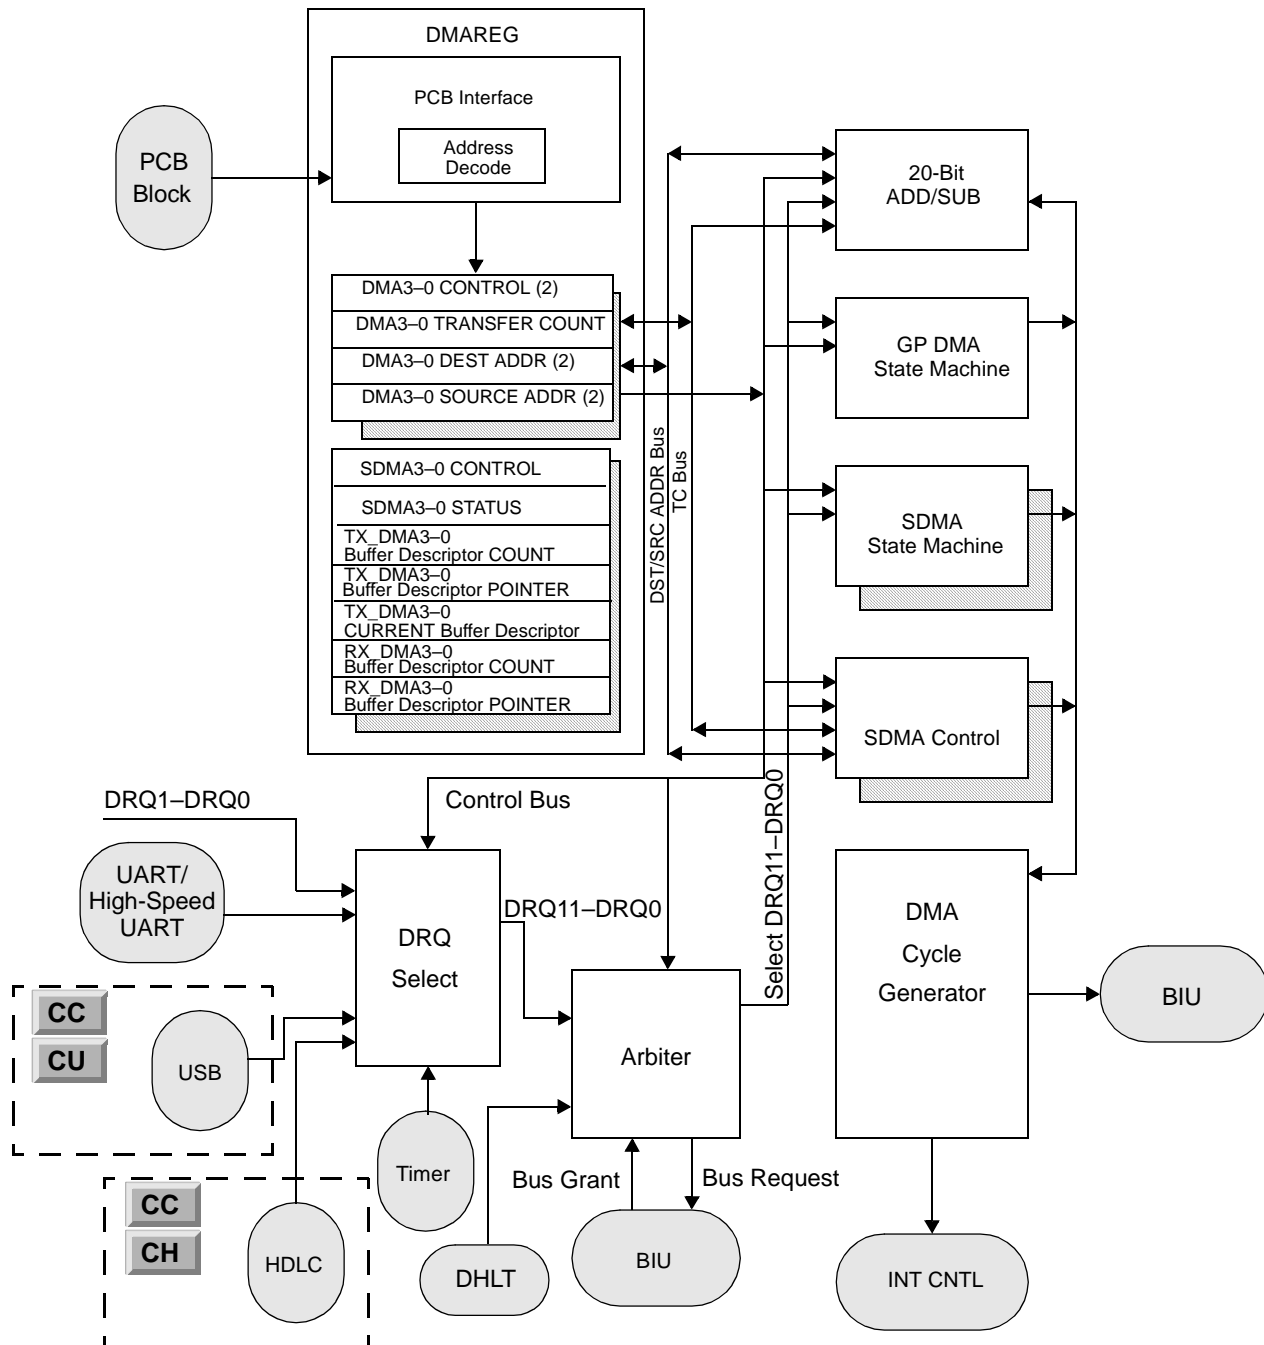 DMAREG
PCB Interface
Address
Decode
PCB
Block
20-Bit
ADD/SUB
DMA3–0 CONTROL (2)
DMA3–0 TRANSFER COUNT
DMA3–0 DEST ADDR (2)
DMA3–0 SOURCE ADDR (2)
GP DMA
State Machine
SDMA3–0 CONTROL
SDMA3–0 STATUS
TX_DMA3–0
Buffer Descriptor COUNT
TX_DMA3–0
Buffer Descriptor POINTER
TX_DMA3–0
CURRENT Buffer Descriptor
RX_DMA3–0
Buffer Descriptor COUNT
RX_DMA3–0
Buffer Descriptor POINTER
DST/SRC ADDR Bus
TC Bus
SDMA
State Machine
SDMA Control
DRQ1–DRQ0
Control Bus
Select DRQ11–DRQ0
UART/
High-Speed
UART
DRQ
Select
DRQ11–DRQ0
DMA
Cycle
Generator
BIU
CC
CU
USB
Arbiter
Timer
Bus Grant
Bus Request
CC
CH
HDLC
DHLT
BIU
INT CNTL